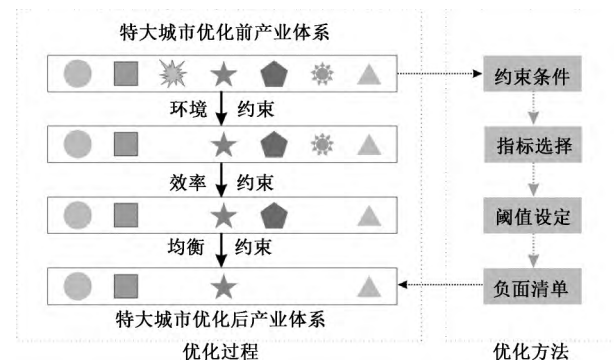 特大城市优化前产业体系
约束条件
环境 约束
指标选择
效率 约束
阈值设定
均衡 约束
负面清单
特大城市优化后产业体系
优化过程
优化方法